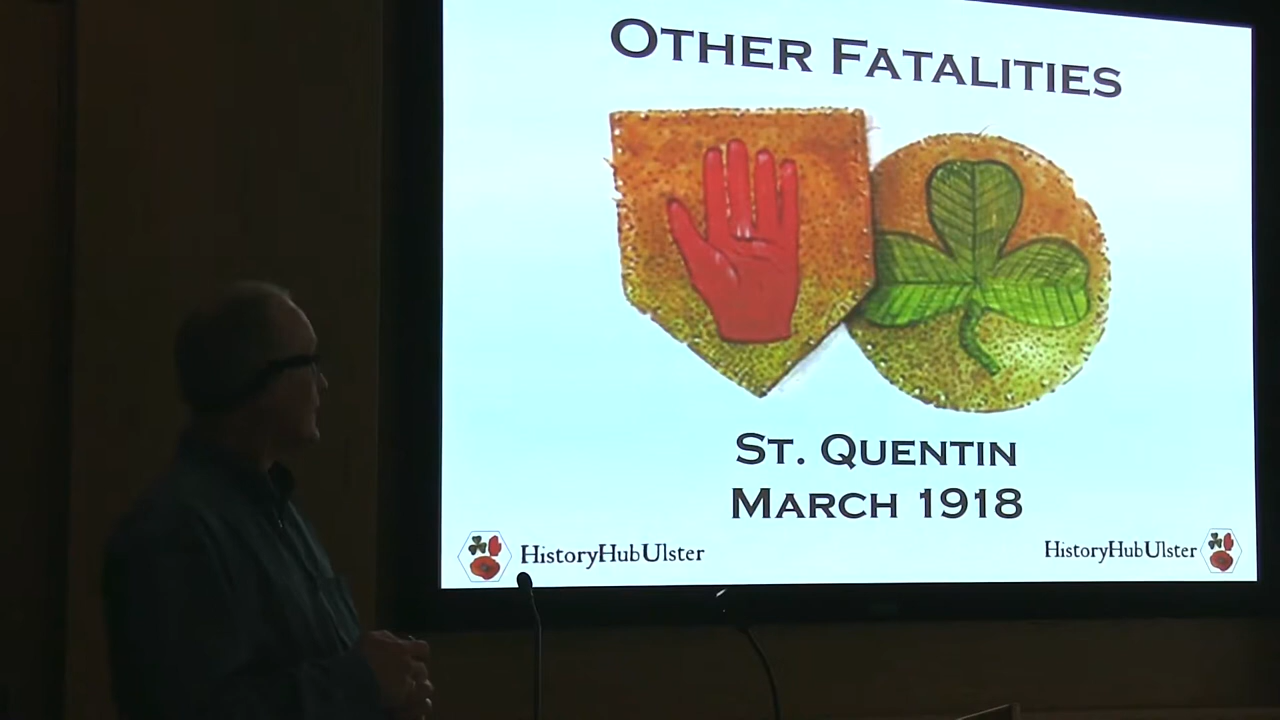 OTHER FATALITIES
ST. QUENTIN
MARCH 1918
HistoryHubUlster
HistoryHubUlster